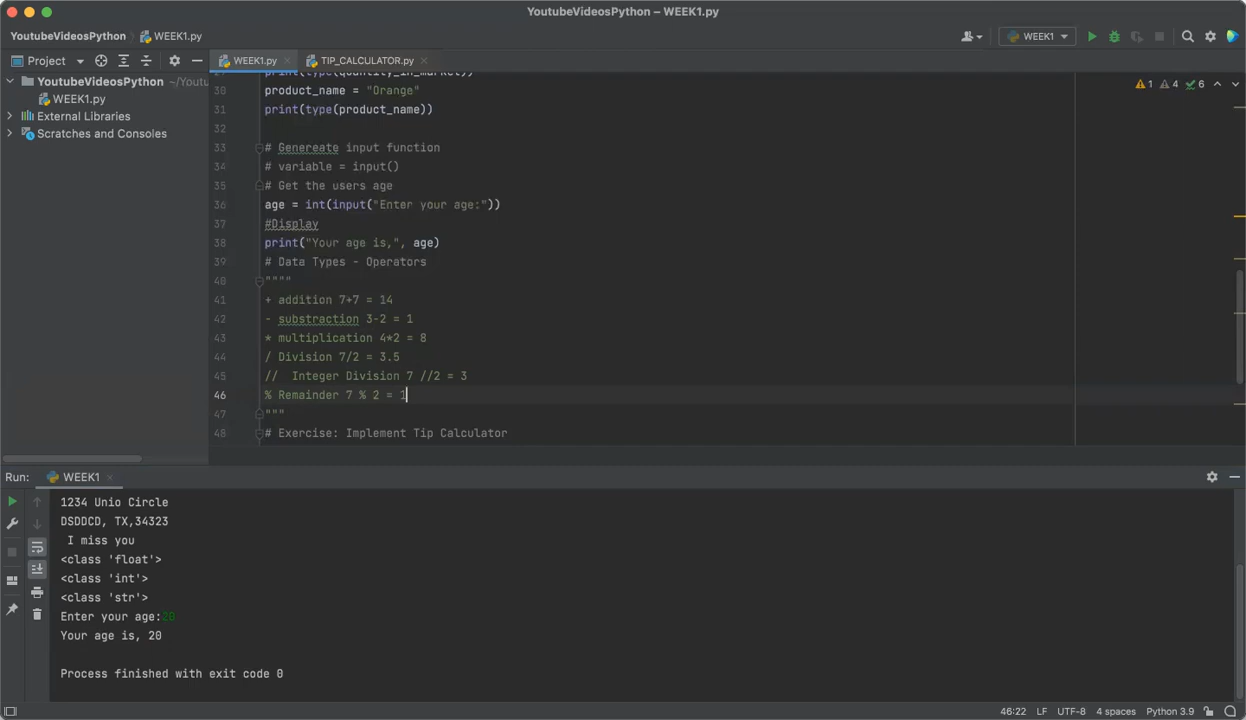 YoutubeVideosPython – WEEK1.py
YoutubeVideosPython WEEK1.py WEEK1
Project WEEK1.py TIP_CALCULATOR.py
YoutubeVideosPython ~/Youtu
WEEK1.py
External Libraries
Scratches and Consoles
1 4 6
print(type(quantity_in_market))
30 product_name = "Orange"
31 print(type(product_name))
32
33 # Genereate input function
34 # variable = input()
35 # Get the users age
36 age = int(input("Enter your age:"))
37 #Display
38 print("Your age is,", age)
39 # Data Types - Operators
40 """"
41 + addition 7+7 = 14
42 - substraction 3-2 = 1
43 * multiplication 4*2 = 8
44 / Division 7/2 = 3.5
45 //  Integer Division 7 //2 = 3
46 % Remainder 7 % 2 = 1
47 """
48 # Exercise: Implement Tip Calculator
Run: WEEK1
1234 Unio Circle
DSDDCD, TX,34323
I miss you
<class 'float'>
<class 'int'>
<class 'str'>
Enter your age:20
Your age is, 20
Process finished with exit code 0
46:22 LF UTF-8 4 spaces Python 3.9